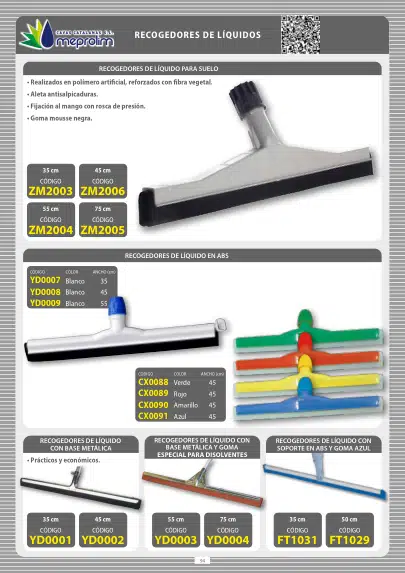 ZAYAS CATALANAS S.L.
meprolim
RECOGEDORES DE LÍQUIDOS
RECOGEDORES DE LÍQUIDO PARA SUELO
• Realizados en polímero artificial, reforzados con fibra vegetal.
• Aleta antisalpicaduras.
• Fijación al mango con rosca de presión.
• Goma mousse negra.
35 cm
CÓDIGO
ZM2003
45 cm
CÓDIGO
ZM2006
55 cm
CÓDIGO
ZM2004
75 cm
CÓDIGO
ZM2005
RECOGEDORES DE LÍQUIDO EN ABS
CÓDIGO COLOR ANCHO (cm)
YD0007 Blanco 35
YD0008 Blanco 45
YD0009 Blanco 55
CÓDIGO COLOR ANCHO (cm)
CX0088 Verde 45
CX0089 Rojo 45
CX0090 Amarillo 45
CX0091 Azul 45
RECOGEDORES DE LÍQUIDO
CON BASE METÁLICA
• Prácticos y económicos.
35 cm
CÓDIGO
YD0001
45 cm
CÓDIGO
YD0002
RECOGEDORES DE LÍQUIDO CON
BASE METÁLICA Y GOMA
ESPECIAL PARA DISOLVENTES
55 cm
CÓDIGO
YD0003
75 cm
CÓDIGO
YD0004
RECOGEDORES DE LÍQUIDO CON
SOPORTE EN ABS Y GOMA AZUL
35 cm
CÓDIGO
FT1031
50 cm
CÓDIGO
FT1029
94